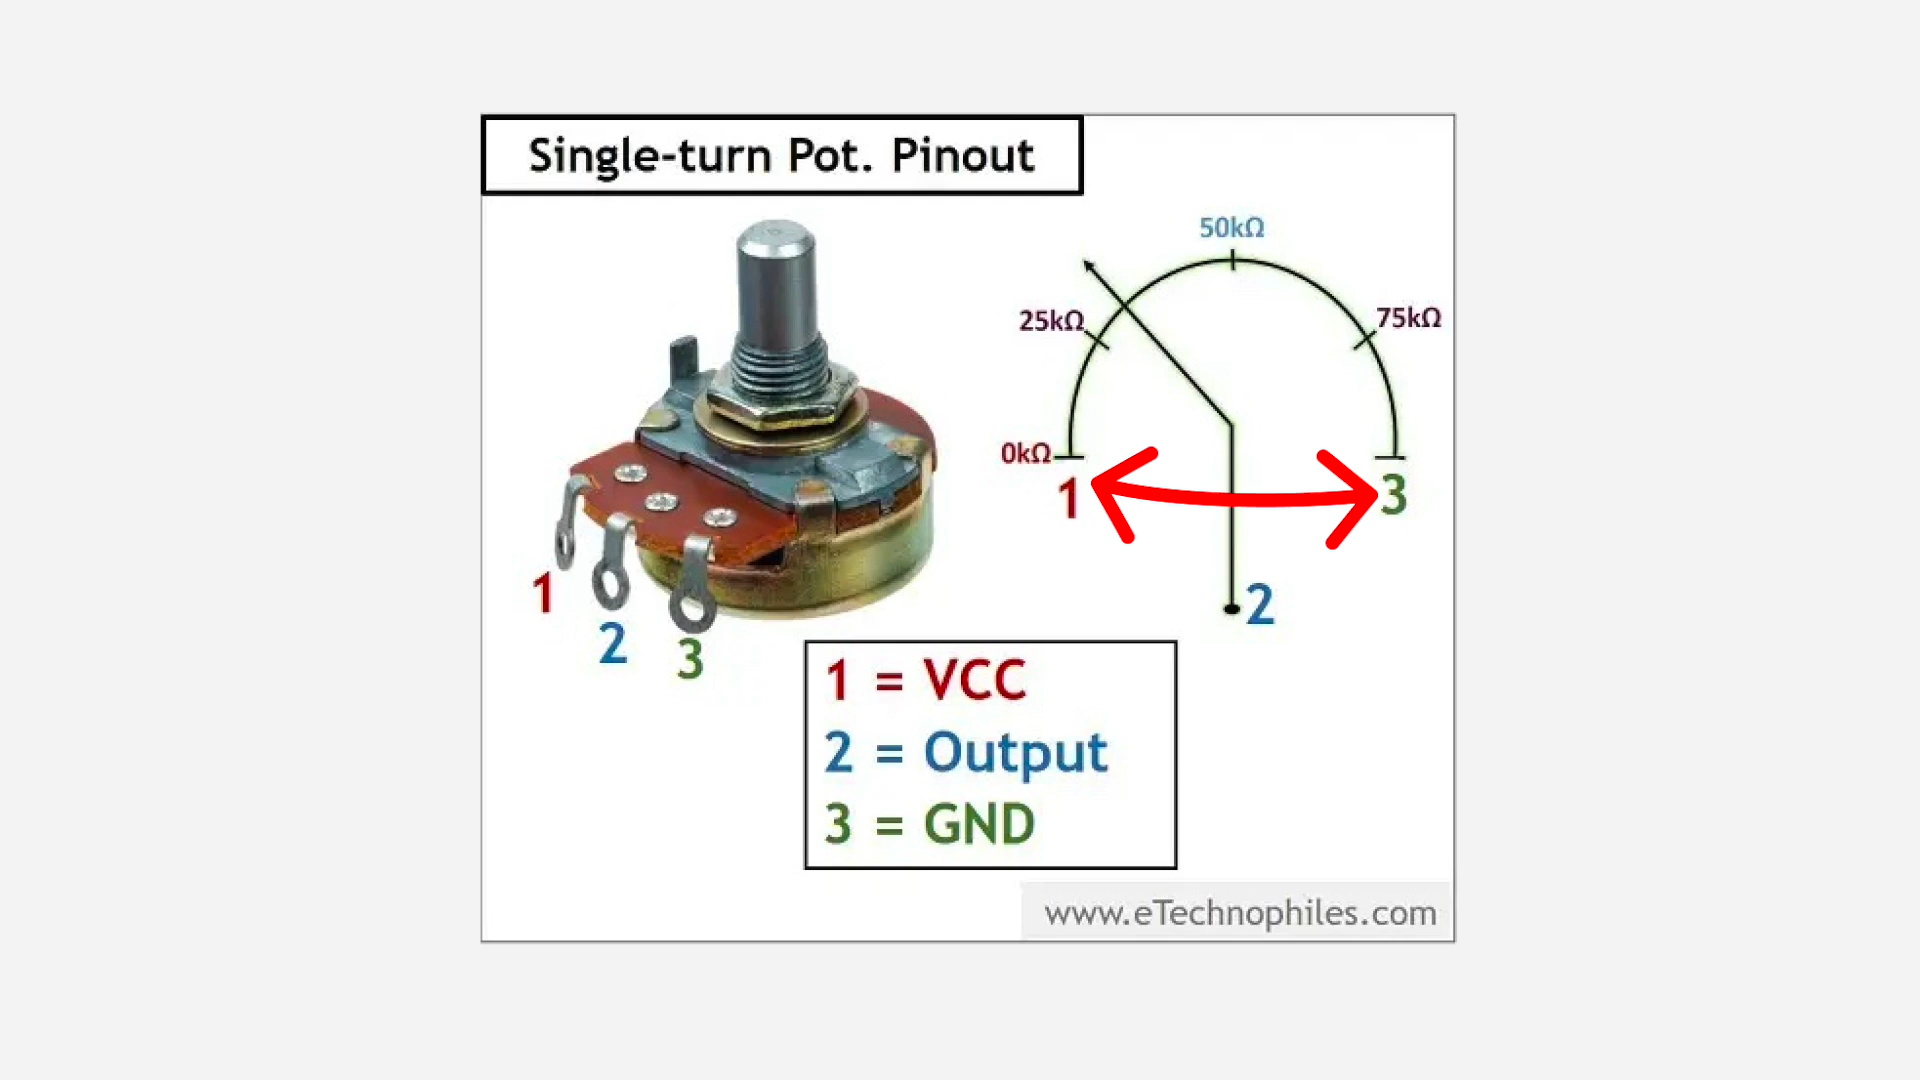 Single-turn Pot. Pinout
50kΩ
25kΩ
75kΩ
0kΩ
1
3
2
1
2
3
1 = VCC
2 = Output
3 = GND
www.eTechnophiles.com